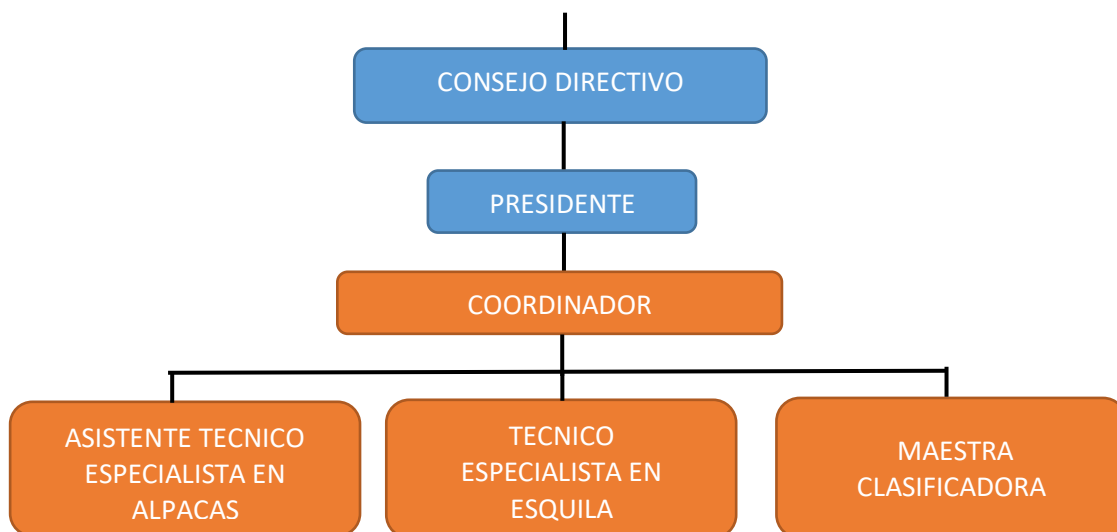 CONSEJO DIRECTIVO
PRESIDENTE
COORDINADOR
ASISTENTE TECNICO
ESPECIALISTA EN
ALPACAS
TECNICO
ESPECIALISTA EN
ESQUILA
MAESTRA
CLASIFICADORA